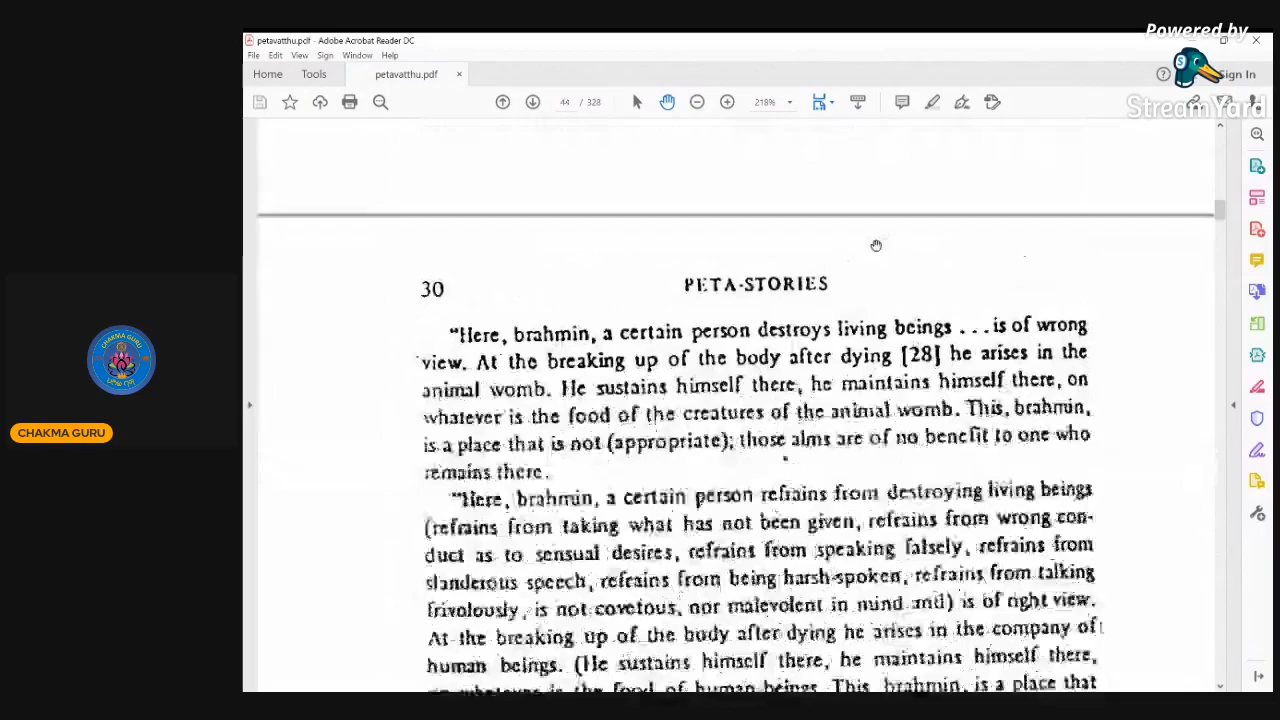 Powered by
StreamYard
petavatthu.pdf - Adobe Acrobat Reader DC
File Edit View Sign Window Help
Home Tools petavatthu.pdf × Sign In
44 / 328 218%
30 PETA-STORIES
"Here, brahmin, a certain person destroys living beings ... is of wrong
view. At the breaking up of the body after dying [28] he arises in the
animal womb. He sustains himself there, he maintains himself there, on
whatever is the food of the creatures of the animal womb. This, brahmin,
is a place that is not (appropriate); those alms are of no benefit to one who
remains there.
"Here, brahmin, a certain person refrains from destroying living beings
(refrains from taking what has not been given, refrains from wrong con-
duct as to sensual desires, refrains from speaking falsely, refrains from
slanderous speech, refrains from being harsh-spoken, refrains from talking
frivolously, is not covetous, nor malevolent in mind and) is of right view.
At the breaking up of the body after dying he arises in the company of
human beings. (He sustains himself there, he maintains himself there,
whatever is the food of human beings. This, brahmin, is a place that
CHAKMA GURU
CHAKMA GURU